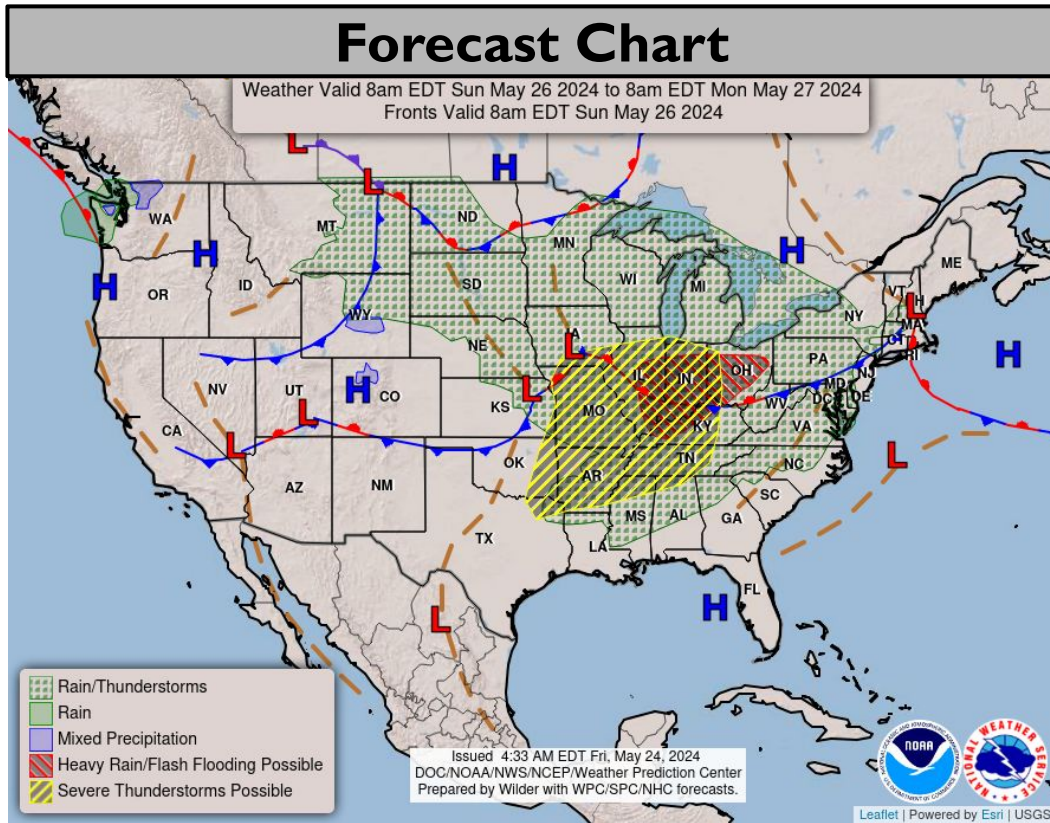 Forecast Chart
Weather Valid 8am EDT Sun May 26 2024 to 8am EDT Mon May 27 2024
Fronts Valid 8am EDT Sun May 26 2024
L
H
L
MT
ND
WA
MN
H
H
ME
H
OR
ID
SD
WI
MI
VT
L
WY
NY
MA
CT
RI
IA
L
NE
PA
H
NJ
NV
UT
H
CO
IL
IN
OH
MD
DE
L
KS
MO
WV
DC
L
CA
KY
VA
L
OK
TN
NC
L
AZ
NM
AR
SC
MS
AL
GA
TX
LA
FL
H
L
Rain/Thunderstorms
Rain
Mixed Precipitation
Heavy Rain/Flash Flooding Possible
Severe Thunderstorms Possible
Issued 4:33 AM EDT Fri, May 24, 2024
DOC/NOAA/NWS/NCEP/Weather Prediction Center
Prepared by Wilder with WPC/SPC/NHC forecasts.
NOAA
NATIONAL WEATHER SERVICE
Leaflet | Powered by Esri | USGS